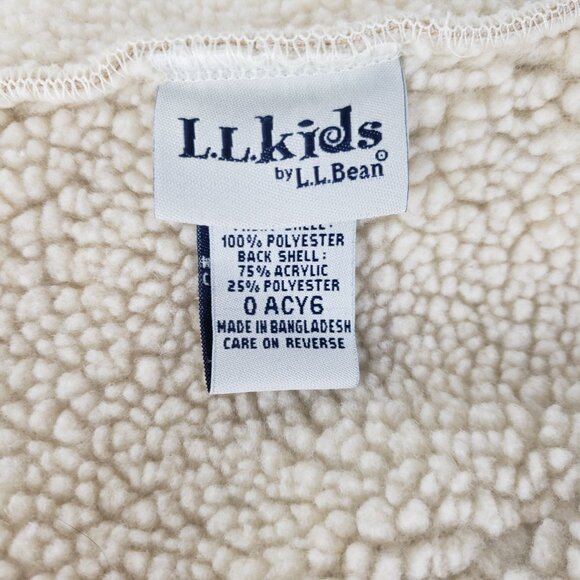 L.L.kids
by L.L.Bean®
100% POLYESTER
BACK SHELL:
75% ACRYLIC
25% POLYESTER
0 ACY6
MADE IN BANGLADESH
CARE ON REVERSE